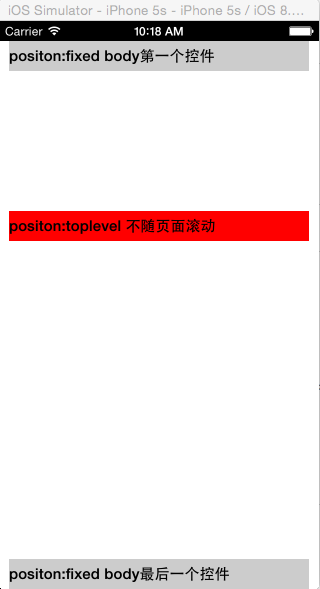 iOS Simulator - iPhone 5s - iPhone 5s / iOS 8....
Carrier 10:18 AM
positon:fixed body第一个控件
positon:toplevel 不随页面滚动
positon:fixed body最后一个控件